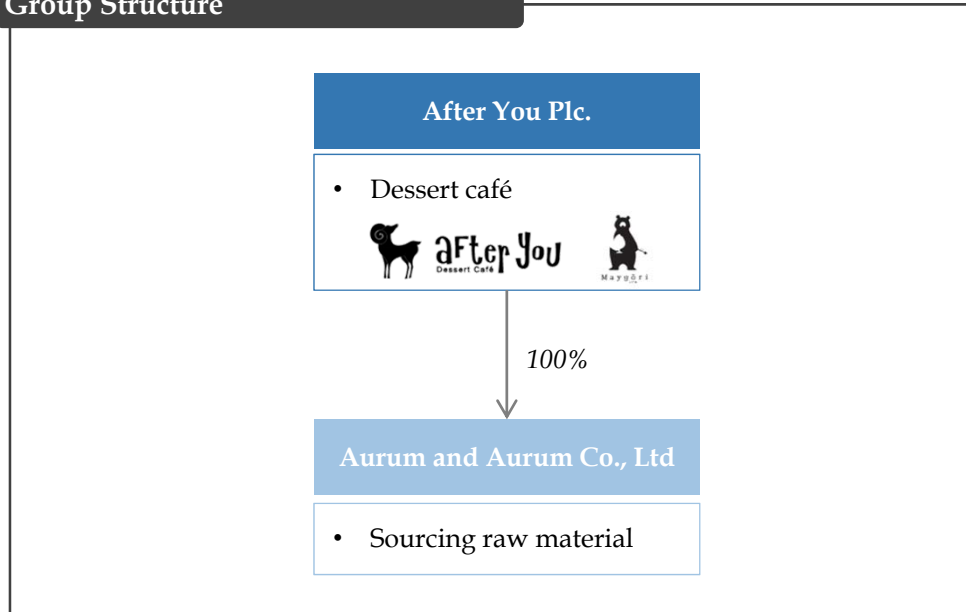 Group Structure
After You Plc.
• Dessert café
aFter You
Dessert Café
Mayyŏri
100%
Aurum and Aurum Co., Ltd
• Sourcing raw material